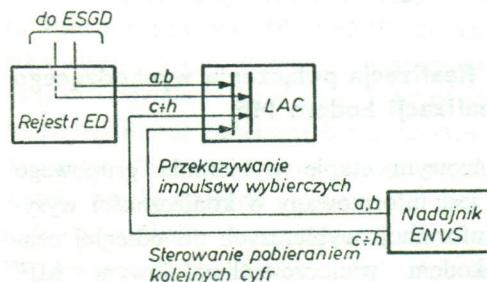 do ESGD
a,b
c÷h
Rejestr ED
LAC
Przekazywanie
impulsów wybierczych
a,b
c÷h
Nadajnik
ENVS
Sterowanie pobieraniem
kolejnych cyfr